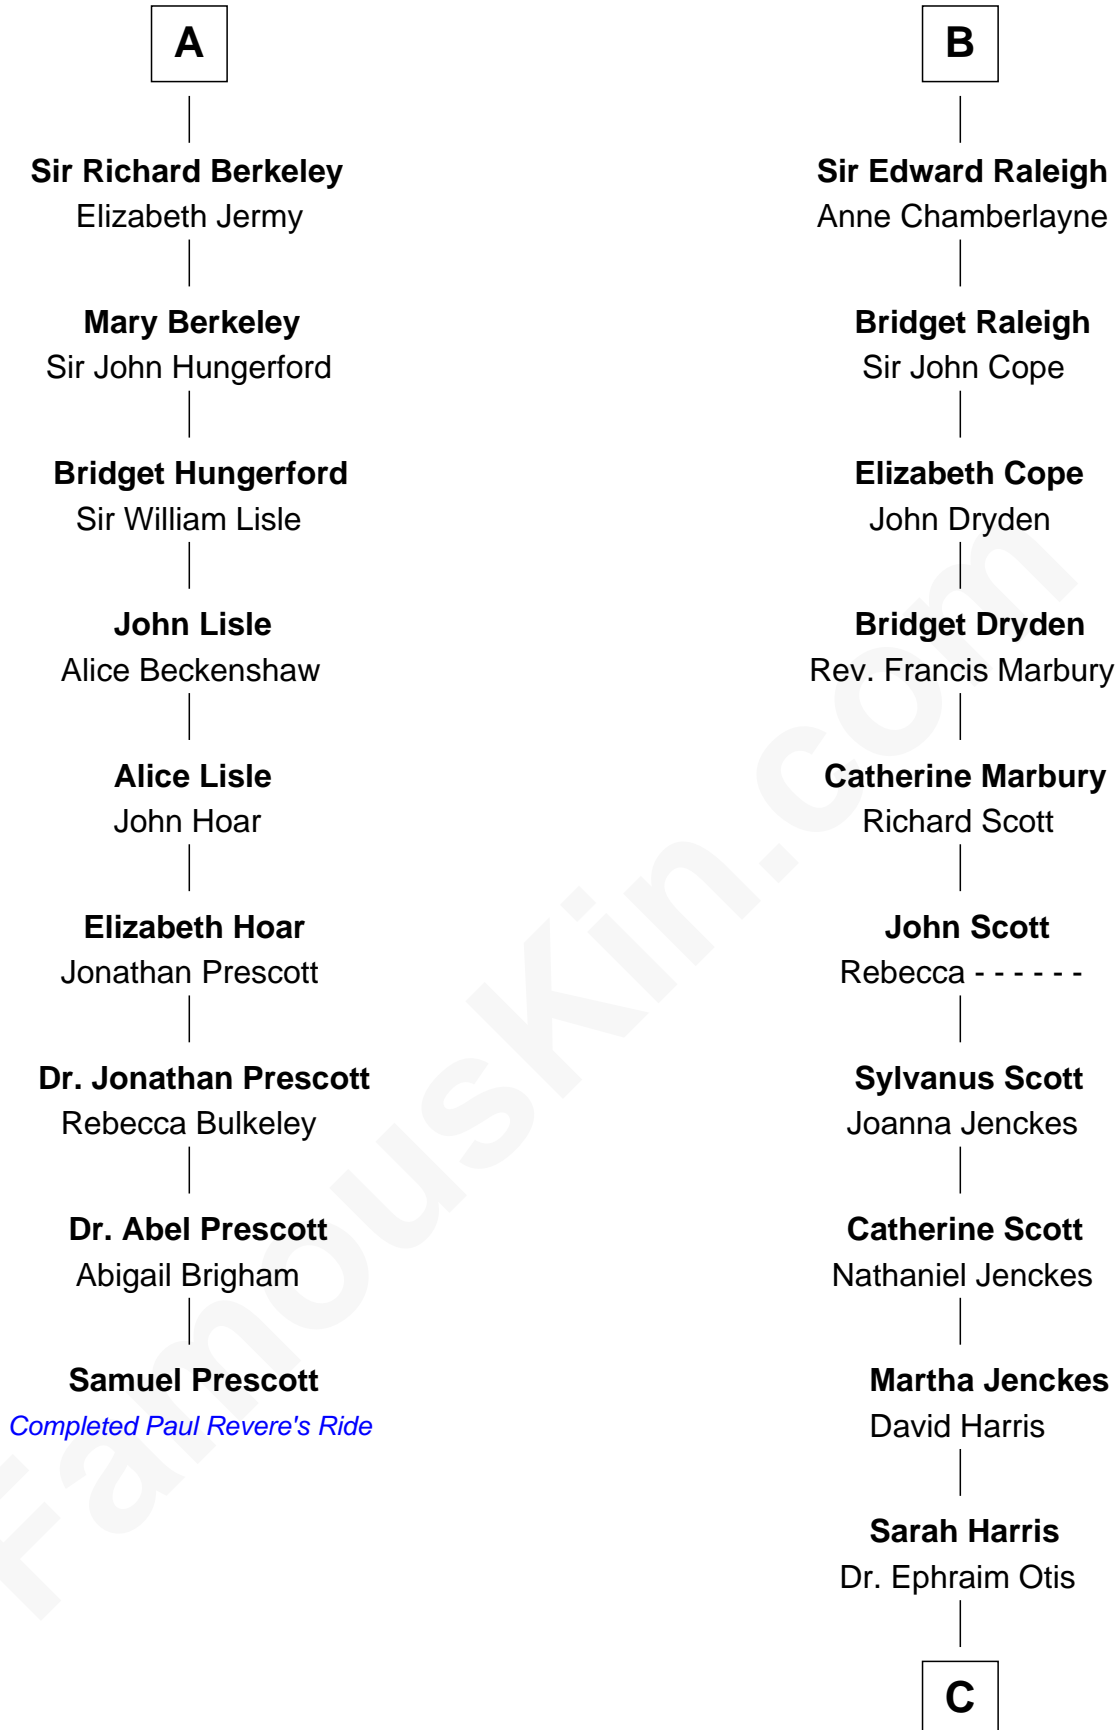 A
Sir Richard Berkeley
Elizabeth Jermy
Mary Berkeley
Sir John Hungerford
Bridget Hungerford
Sir William Lisle
John Lisle
Alice Beckenshaw
Alice Lisle
John Hoar
Elizabeth Hoar
Jonathan Prescott
Dr. Jonathan Prescott
Rebecca Bulkeley
Dr. Abel Prescott
Abigail Brigham
Samuel Prescott
Completed Paul Revere's Ride
B
Sir Edward Raleigh
Anne Chamberlayne
Bridget Raleigh
Sir John Cope
Elizabeth Cope
John Dryden
Bridget Dryden
Rev. Francis Marbury
Catherine Marbury
Richard Scott
John Scott
Rebecca - - - - - -
Sylvanus Scott
Joanna Jenckes
Catherine Scott
Nathaniel Jenckes
Martha Jenckes
David Harris
Sarah Harris
Dr. Ephraim Otis
C
FamousKin.com